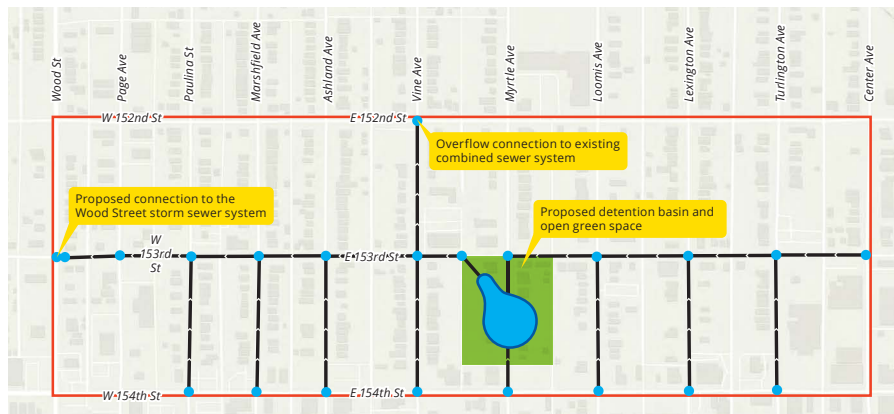 Wood St
Page Ave
Paulina St
Marshfield Ave
Ashland Ave
Vine Ave
Myrtle Ave
Loomis Ave
Lexington Ave
Turlington Ave
Center Ave
W 152nd St
E 152nd St
Overflow connection to existing
combined sewer system
Proposed connection to the
Wood Street storm sewer system
Proposed detention basin and
open green space
W
153rd
St
E 153rd St
W 154th St
E 154th St